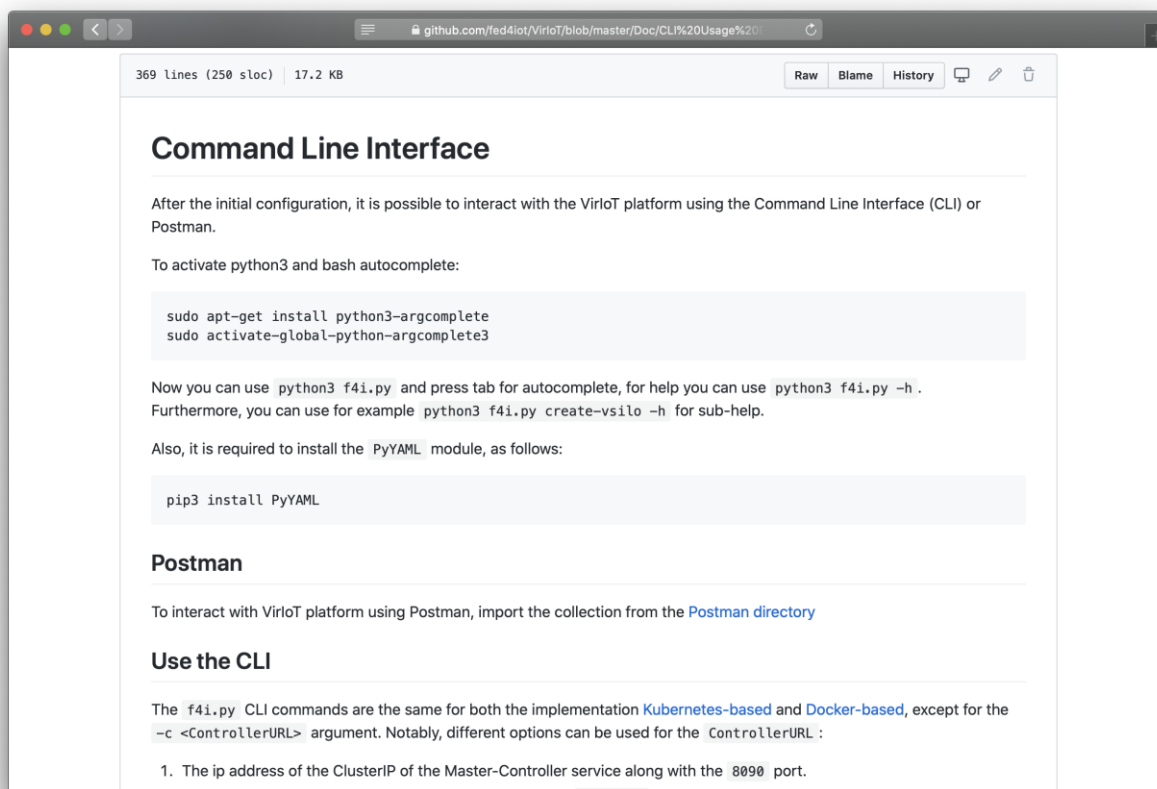 github.com/fed4iot/VirIoT/blob/master/Doc/CLI%20Usage%20
369 lines (250 sloc) 17.2 KB
Raw Blame History
Command Line Interface
After the initial configuration, it is possible to interact with the VirIoT platform using the Command Line Interface (CLI) or
Postman.
To activate python3 and bash autocomplete:
sudo apt-get install python3-argcomplete
sudo activate-global-python-argcomplete3
Now you can use python3 f4i.py and press tab for autocomplete, for help you can use python3 f4i.py -h .
Furthermore, you can use for example python3 f4i.py create-vsilo -h for sub-help.
Also, it is required to install the PyYAML module, as follows:
pip3 install PyYAML
Postman
To interact with VirIoT platform using Postman, import the collection from the Postman directory
Use the CLI
The f4i.py CLI commands are the same for both the implementation Kubernetes-based and Docker-based, except for the
-c <ControllerURL> argument. Notably, different options can be used for the ControllerURL :
1. The ip address of the ClusterIP of the Master-Controller service along with the 8090 port.